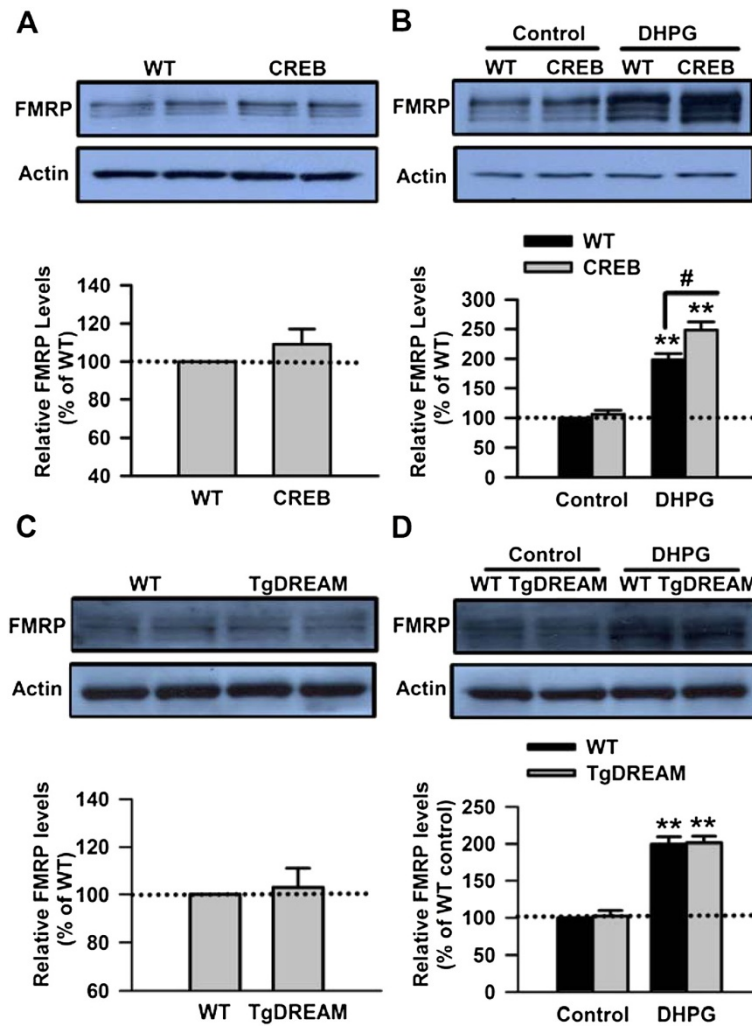 A
WT CREB
FMRP
Actin
Relative FMRP Levels
(% of WT)
140
120
100
80
60
40
WT CREB
B
Control DHPG
WT CREB WT CREB
FMRP
Actin
WT
CREB
Relative FMRP Levels
(% of WT)
300
250
200
150
100
50
0
#
** **
Control DHPG
C
WT TgDREAM
FMRP
Actin
Relative FMRP levels
(% of WT)
140
120
100
80
60
WT TgDREAM
D
Control DHPG
WT TgDREAM WT TgDREAM
FMRP
Actin
WT
TgDREAM
Relative FMRP levels
(% of WT control)
250
200
150
100
50
0
** **
Control DHPG